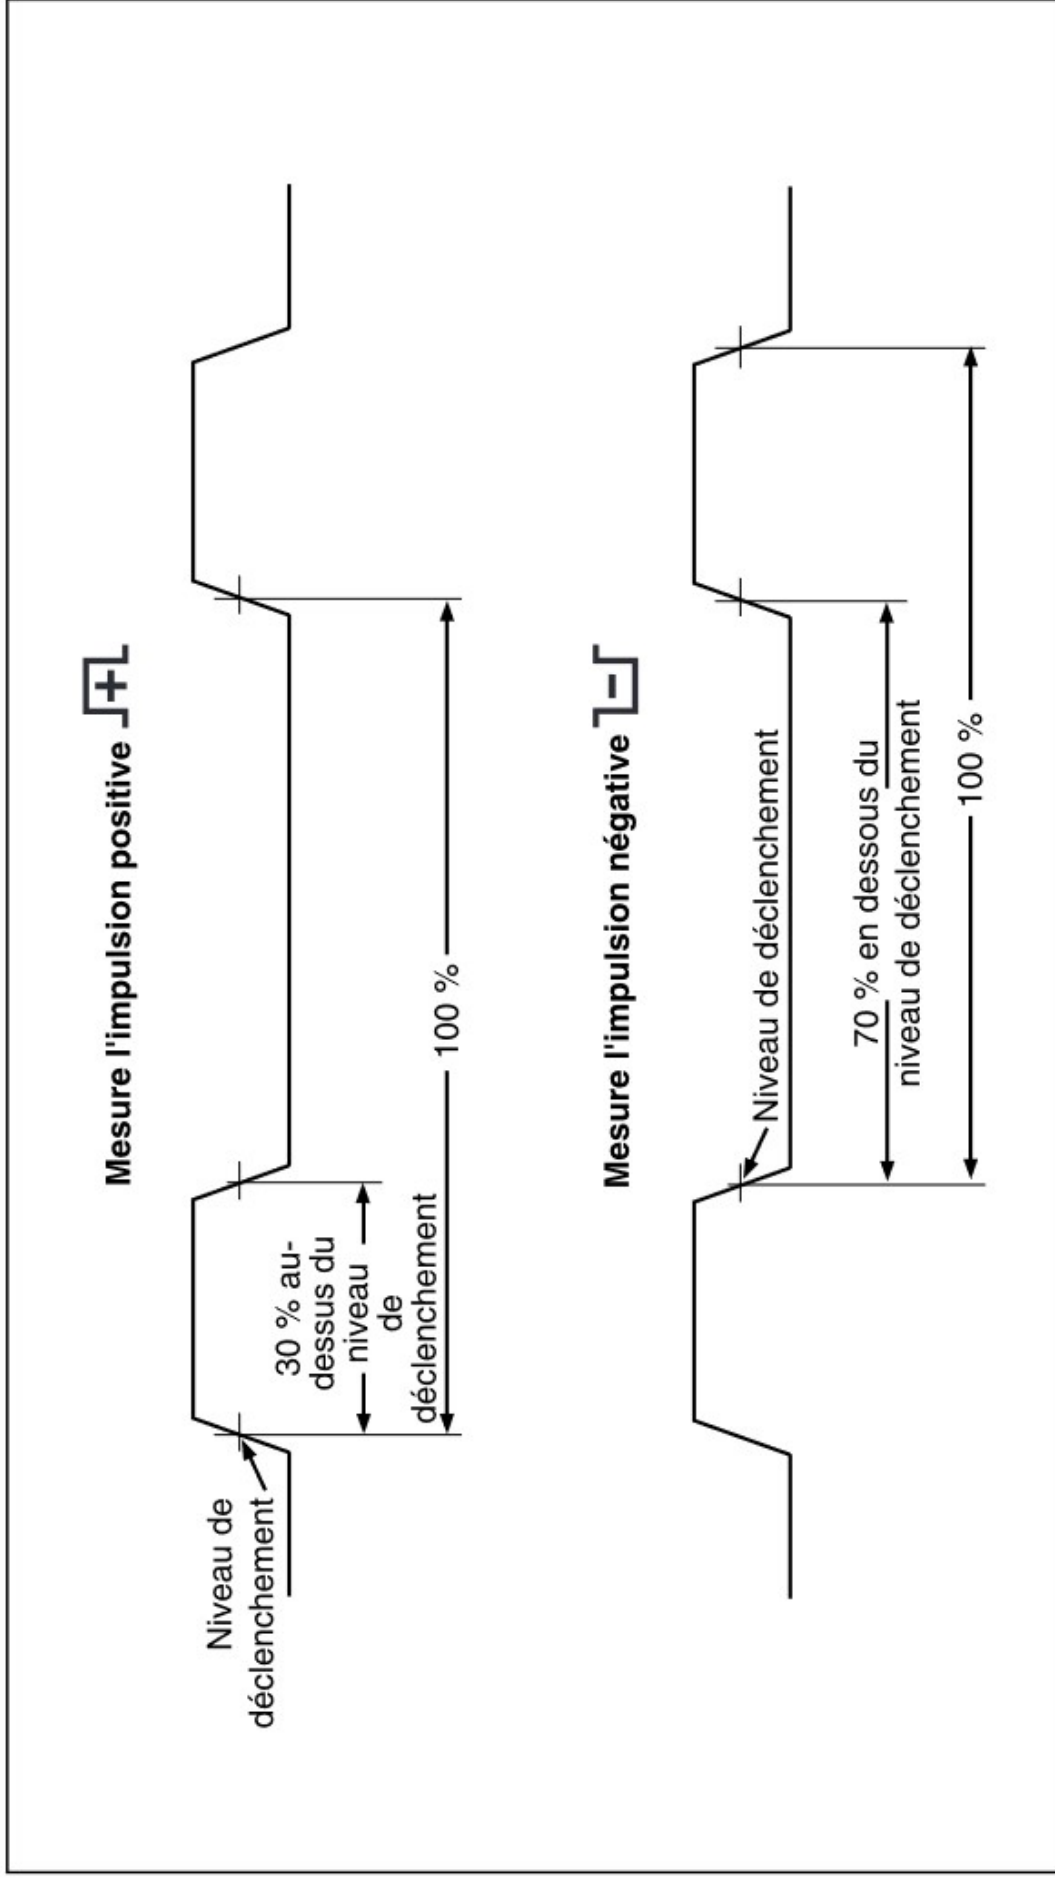 Mesure l'impulsion positive +
Niveau de
déclenchement
30 % au-
dessus du
niveau
de
déclenchement
100 %
Mesure l'impulsion négative -
Niveau de déclenchement
70 % en dessous du
niveau de déclenchement
100 %